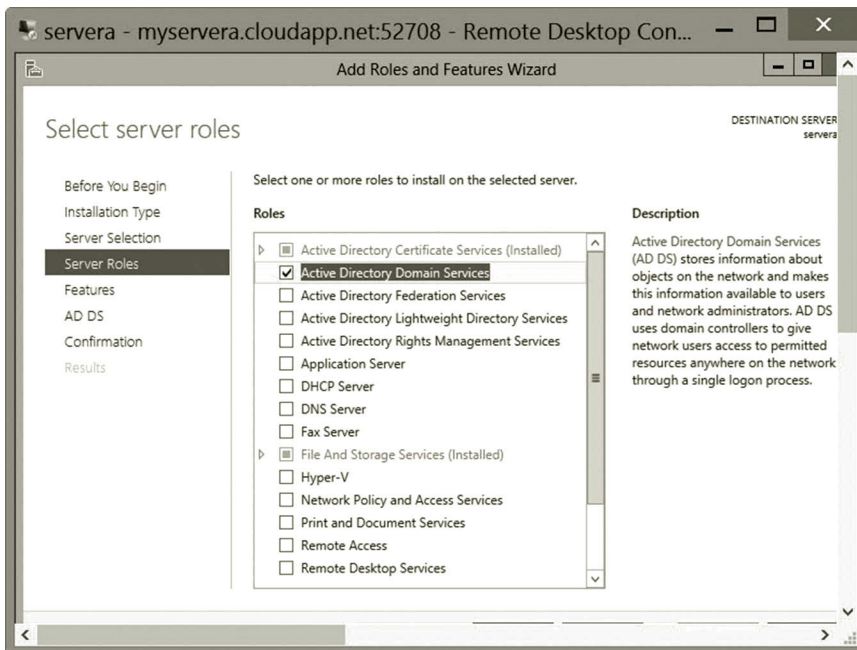 servera - myservera.cloudapp.net:52708 - Remote Desktop Con...
Add Roles and Features Wizard
Select server roles
DESTINATION SERVER
servera
Before You Begin
Installation Type
Server Selection
Server Roles
Features
AD DS
Confirmation
Results
Select one or more roles to install on the selected server.
Roles
Active Directory Certificate Services (Installed)
Active Directory Domain Services
Active Directory Federation Services
Active Directory Lightweight Directory Services
Active Directory Rights Management Services
Application Server
DHCP Server
DNS Server
Fax Server
File And Storage Services (Installed)
Hyper-V
Network Policy and Access Services
Print and Document Services
Remote Access
Remote Desktop Services
Description
Active Directory Domain Services
(AD DS) stores information about
objects on the network and makes
this information available to users
and network administrators. AD DS
uses domain controllers to give
network users access to permitted
resources anywhere on the network
through a single logon process.